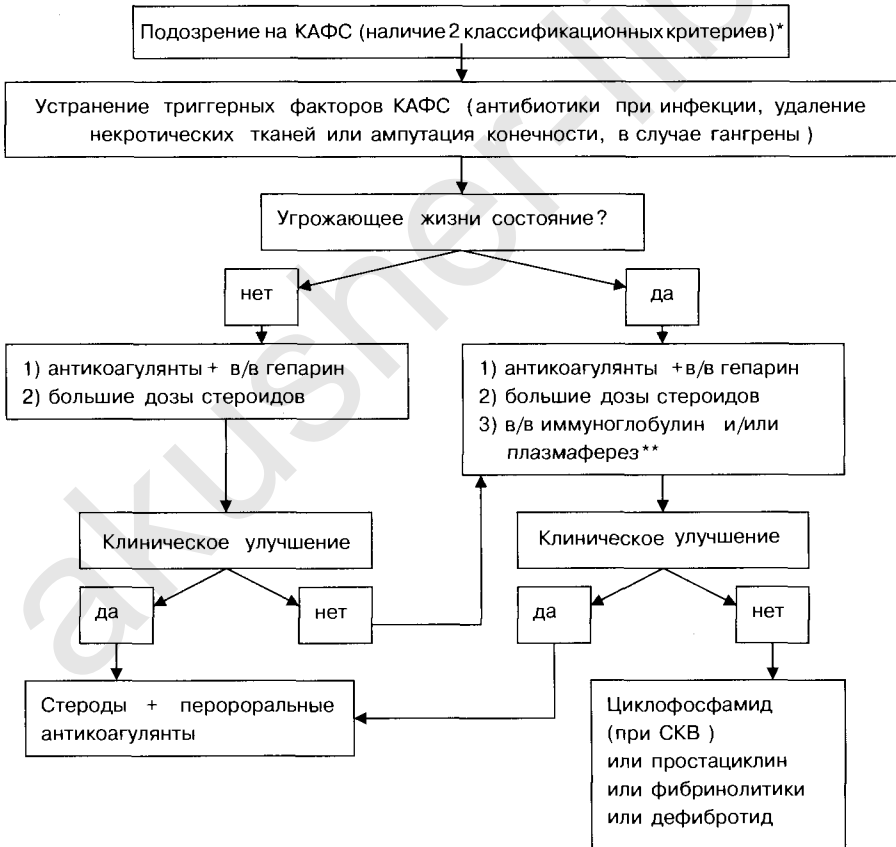 Подозрение на КАФС (наличие 2 классификационных критериев)*
Устранение триггерных факторов КАФС (антибиотики при инфекции, удаление
некротических тканей или ампутация конечности, в случае гангрены )
Угрожающее жизни состояние?
нет
да
1) антикоагулянты + в/в гепарин
2) большие дозы стероидов
1) антикоагулянты +в/в гепарин
2) большие дозы стероидов
3) в/в иммуноглобулин и/или
плазмаферез**
Клиническое улучшение
Клиническое улучшение
да
нет
да
нет
Стероды + перороральные
антикоагулянты
Циклофосфамид
(при СКВ )
или простациклин
или фибринолитики
или дефибротид